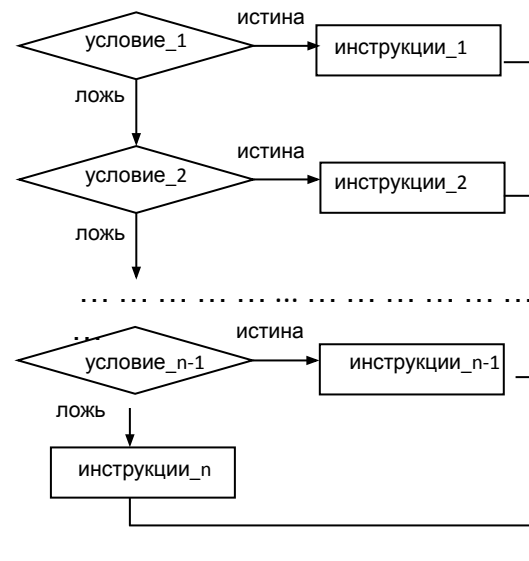 истина
условие_1
инструкции_1
ложь
истина
условие_2
инструкции_2
ложь
... ... ... ... ... ... ... ... ... ... ... ...
...
истина
условие_n-1
инструкции_n-1
ложь
инструкции_n